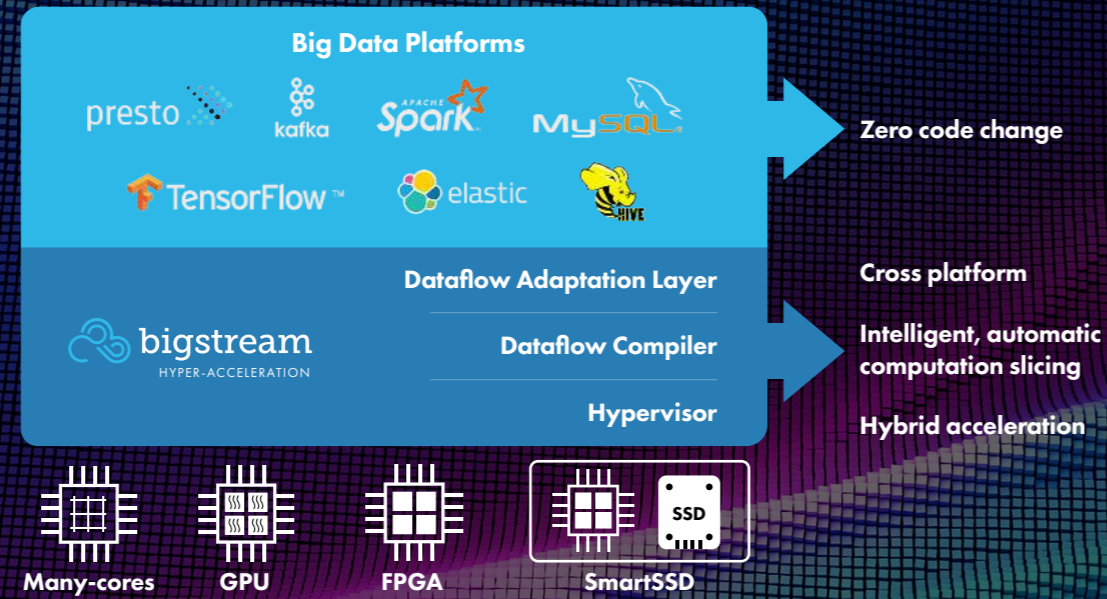 Big Data Platforms
presto
kafka
APACHE
Spark™
MySQL
TensorFlow™
elastic
HIVE
Zero code change
bigstream
HYPER-ACCELERATION
Dataflow Adaptation Layer
Dataflow Compiler
Hypervisor
Cross platform
Intelligent, automatic
computation slicing
Hybrid acceleration
SSD
Many-cores
GPU
FPGA
SmartSSD